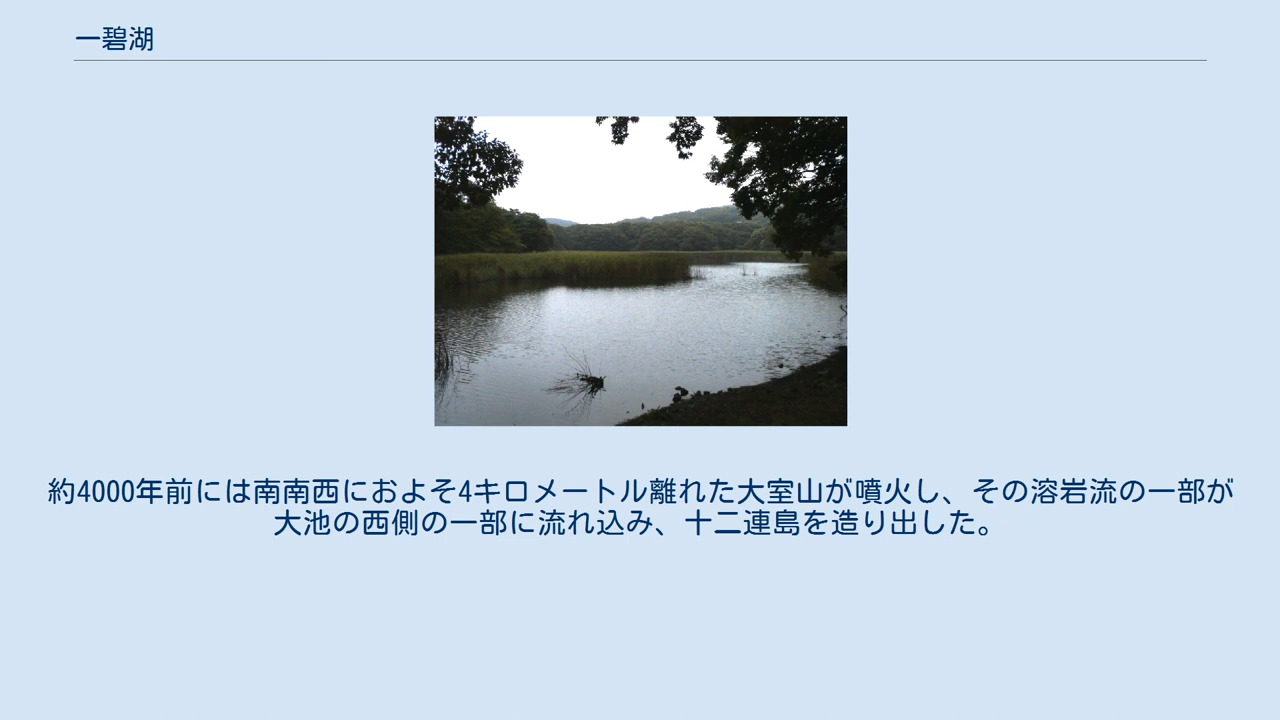 一碧湖
約4000年前には南南西におよそ4キロメートル離れた大室山が噴火し、その溶岩流の一部が
大池の西側の一部に流れ込み、十二連島を造り出した。